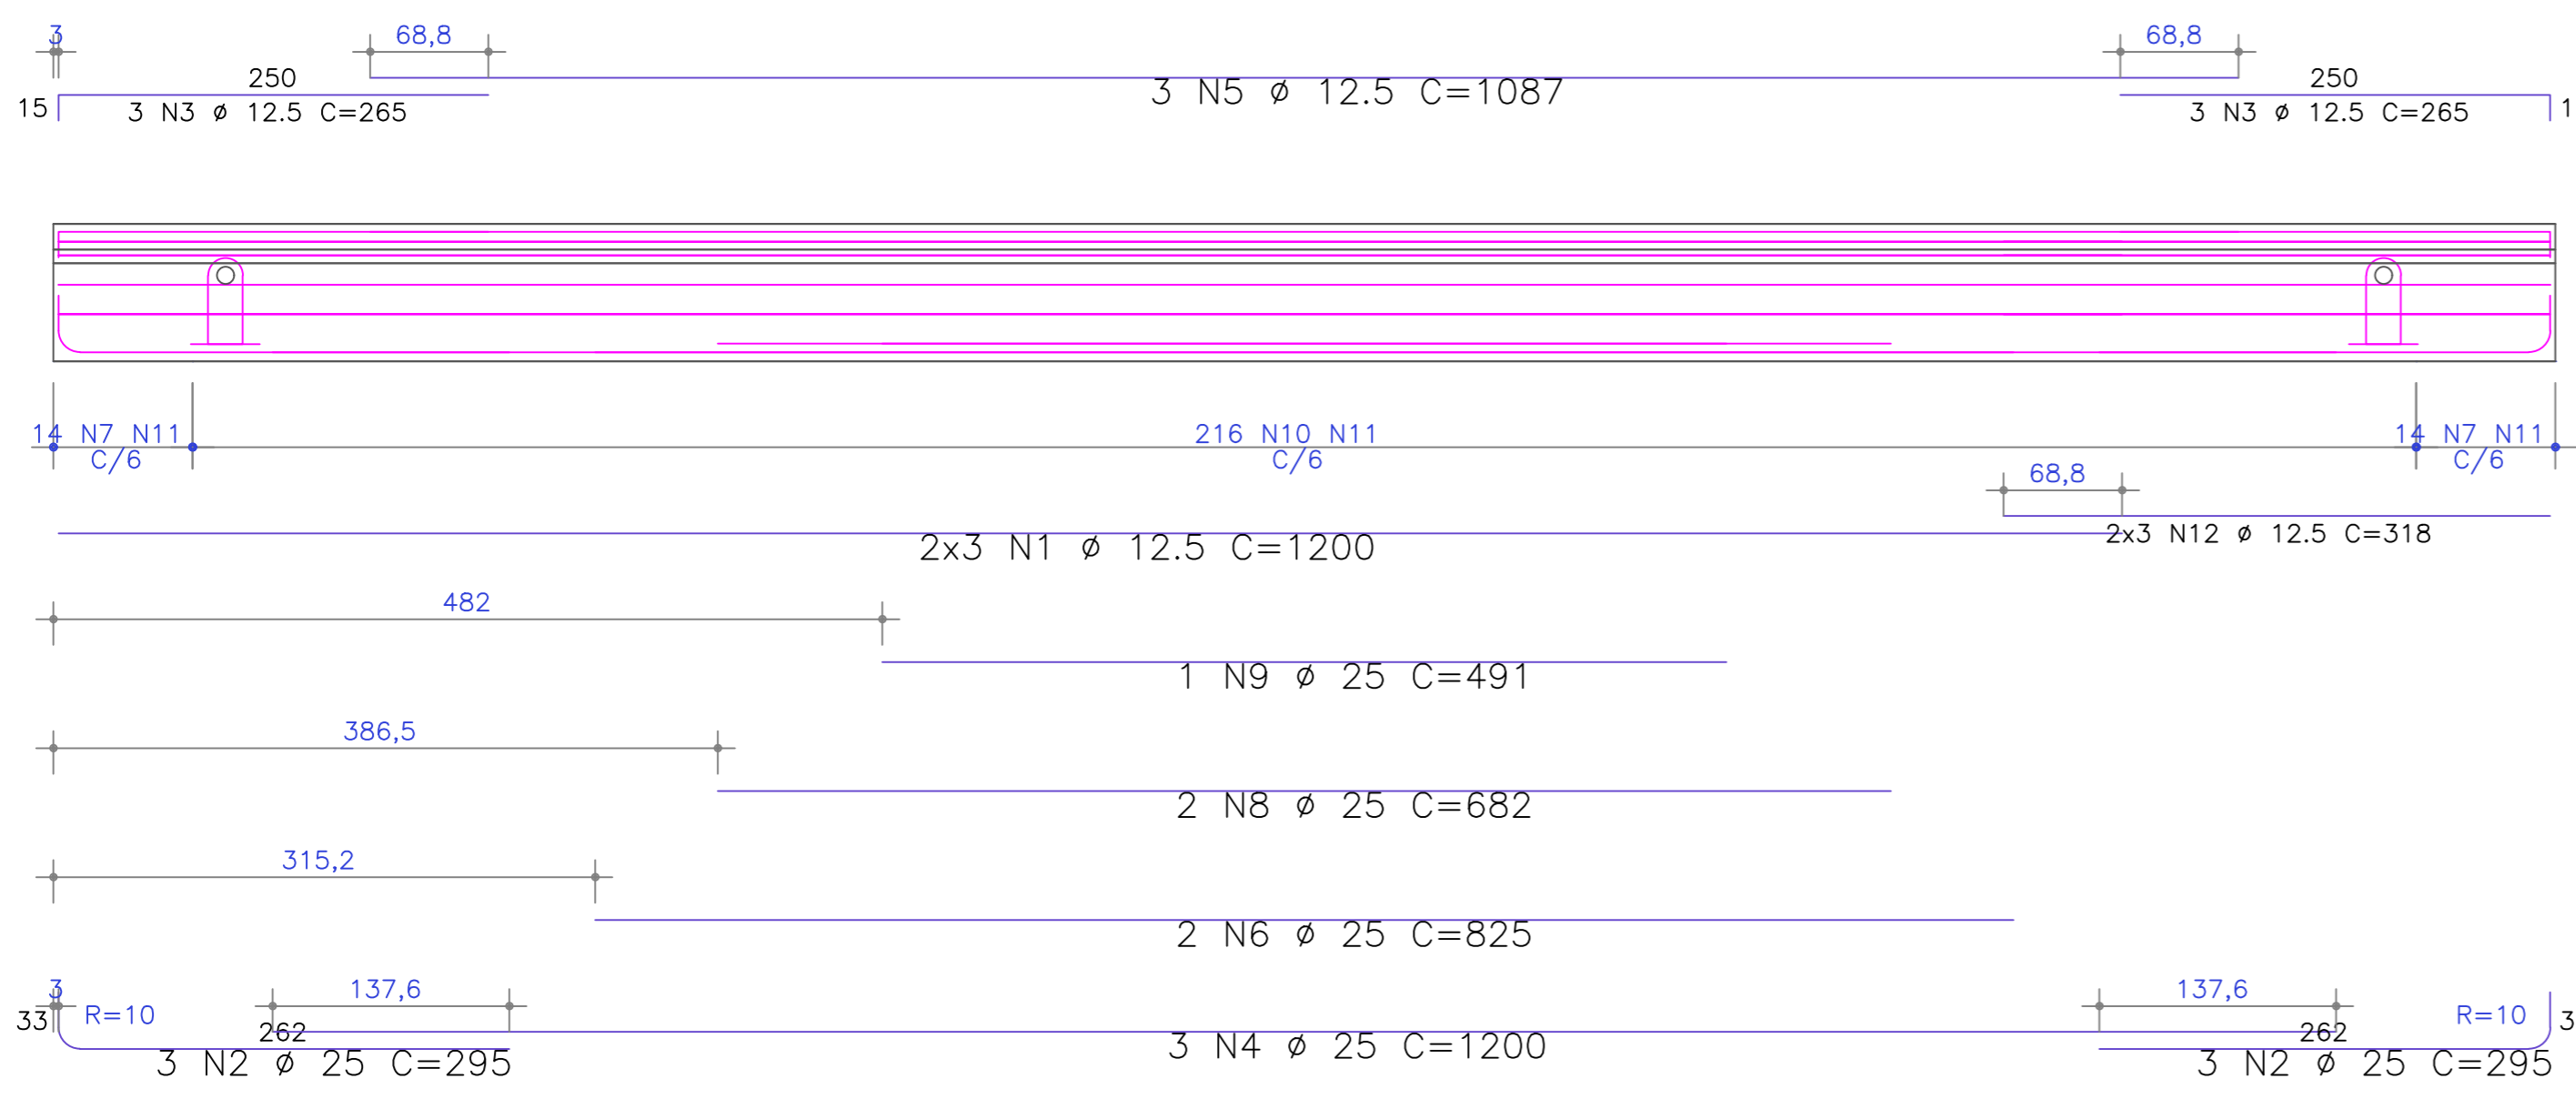 3
68,8
68,8
250
250
15
3 N3 ø 12.5 C=265
3 N5 ø 12.5 C=1087
3 N3 ø 12.5 C=265
1
14 N7 N11
C/6
216 N10 N11
C/6
14 N7 N11
C/6
68,8
2x3 N1 ø 12.5 C=1200
2x3 N12 ø 12.5 C=318
482
1 N9 ø 25 C=491
386,5
2 N8 ø 25 C=682
315,2
2 N6 ø 25 C=825
3
137,6
137,6
33
R=10
R=10
3
262
262
3 N2 ø 25 C=295
3 N4 ø 25 C=1200
3 N2 ø 25 C=295